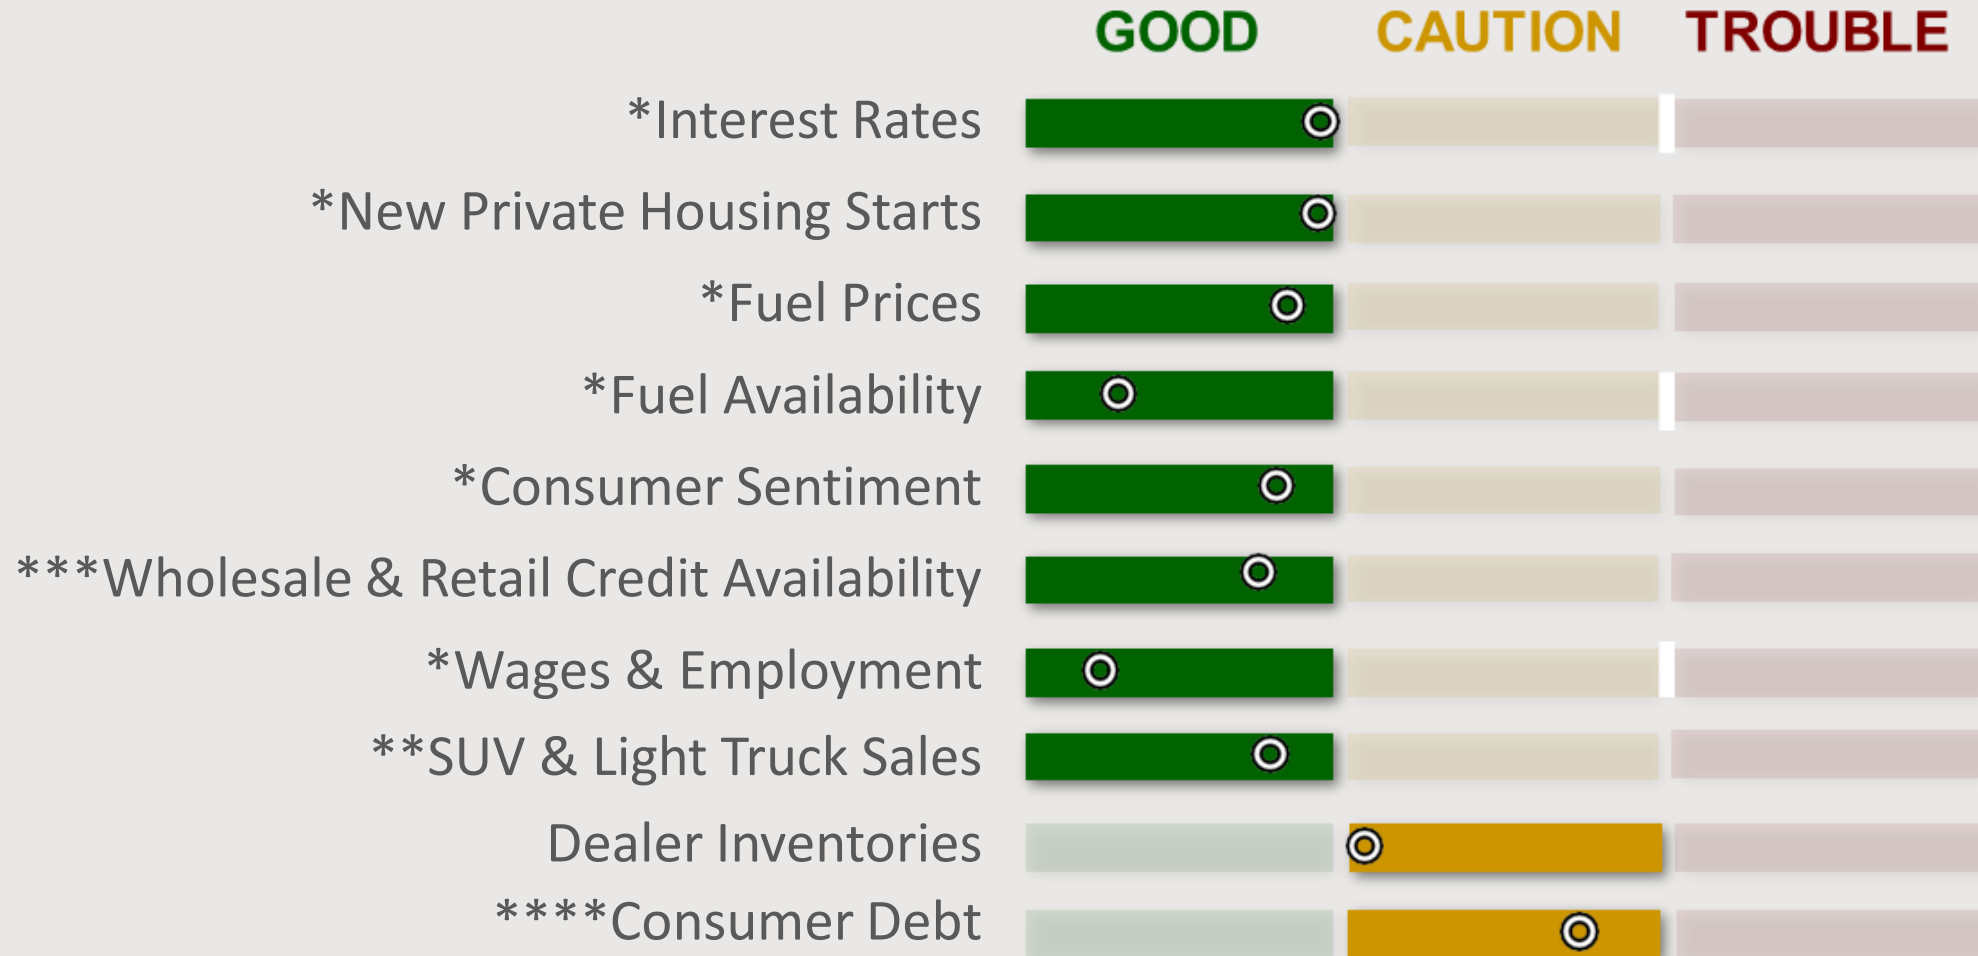 GOOD CAUTION TROUBLE
*Interest Rates
*New Private Housing Starts
*Fuel Prices
*Fuel Availability
*Consumer Sentiment
***Wholesale & Retail Credit Availability
*Wages & Employment
**SUV & Light Truck Sales
Dealer Inventories
****Consumer Debt